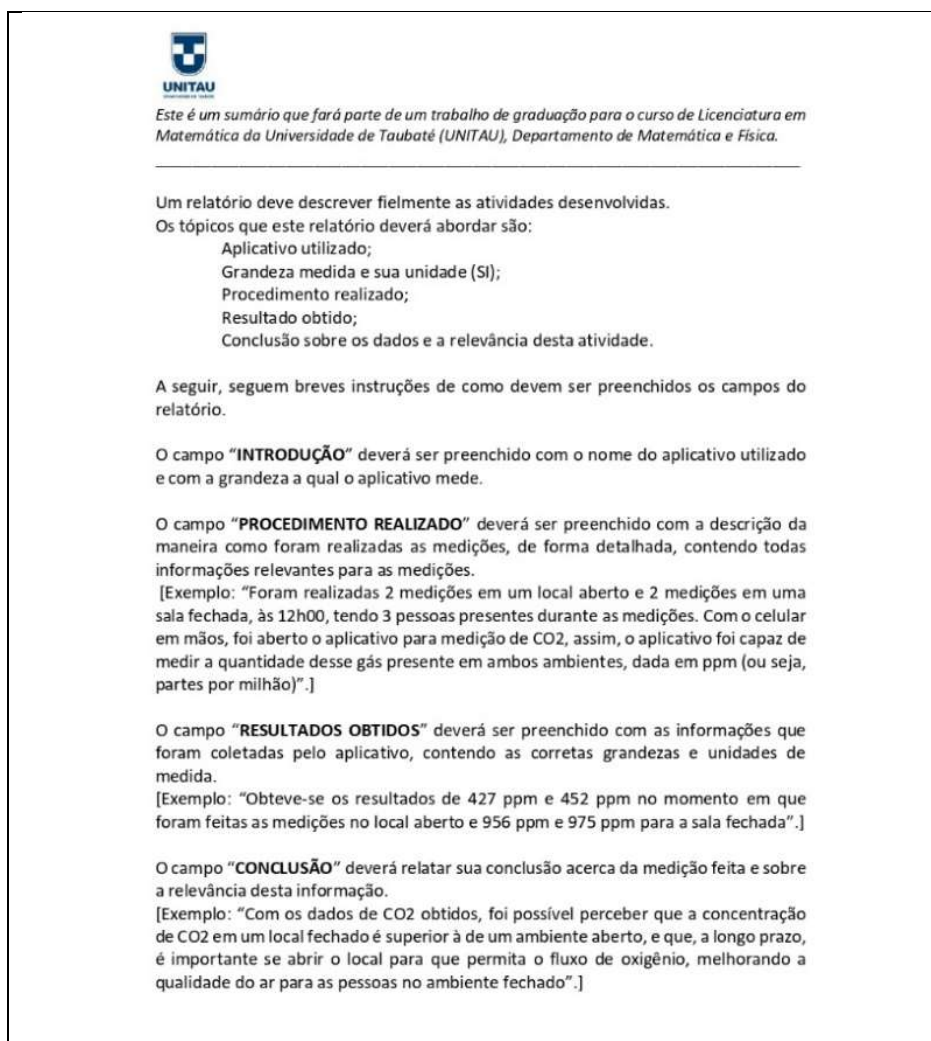 UNITAU
Este é um sumário que fará parte de um trabalho de graduação para o curso de Licenciatura em
Matemática da Universidade de Taubaté (UNITAU), Departamento de Matemática e Física.
Um relatório deve descrever fielmente as atividades desenvolvidas.
Os tópicos que este relatório deverá abordar são:
Aplicativo utilizado;
Grandeza medida e sua unidade (SI);
Procedimento realizado;
Resultado obtido;
Conclusão sobre os dados e a relevância desta atividade.
A seguir, seguem breves instruções de como devem ser preenchidos os campos do
relatório.
O campo “INTRODUÇÃO” deverá ser preenchido com o nome do aplicativo utilizado
e com a grandeza a qual o aplicativo mede.
O campo “PROCEDIMENTO REALIZADO” deverá ser preenchido com a descrição da
maneira como foram realizadas as medições, de forma detalhada, contendo todas
informações relevantes para as medições.
[Exemplo: “Foram realizadas 2 medições em um local aberto e 2 medições em uma
sala fechada, às 12h00, tendo 3 pessoas presentes durante as medições. Com o celular
em mãos, foi aberto o aplicativo para medição de CO2, assim, o aplicativo foi capaz de
medir a quantidade desse gás presente em ambos ambientes, dada em ppm (ou seja,
partes por milhão)”.]
O campo “RESULTADOS OBTIDOS” deverá ser preenchido com as informações que
foram coletadas pelo aplicativo, contendo as corretas grandezas e unidades de
medida.
[Exemplo: “Obteve-se os resultados de 427 ppm e 452 ppm no momento em que
foram feitas as medições no local aberto e 956 ppm e 975 ppm para a sala fechada”.]
O campo “CONCLUSÃO” deverá relatar sua conclusão acerca da medição feita e sobre
a relevância desta informação.
[Exemplo: “Com os dados de CO2 obtidos, foi possível perceber que a concentração
de CO2 em um local fechado é superior à de um ambiente aberto, e que, a longo prazo,
é importante se abrir o local para que permita o fluxo de oxigênio, melhorando a
qualidade do ar para as pessoas no ambiente fechado”.]